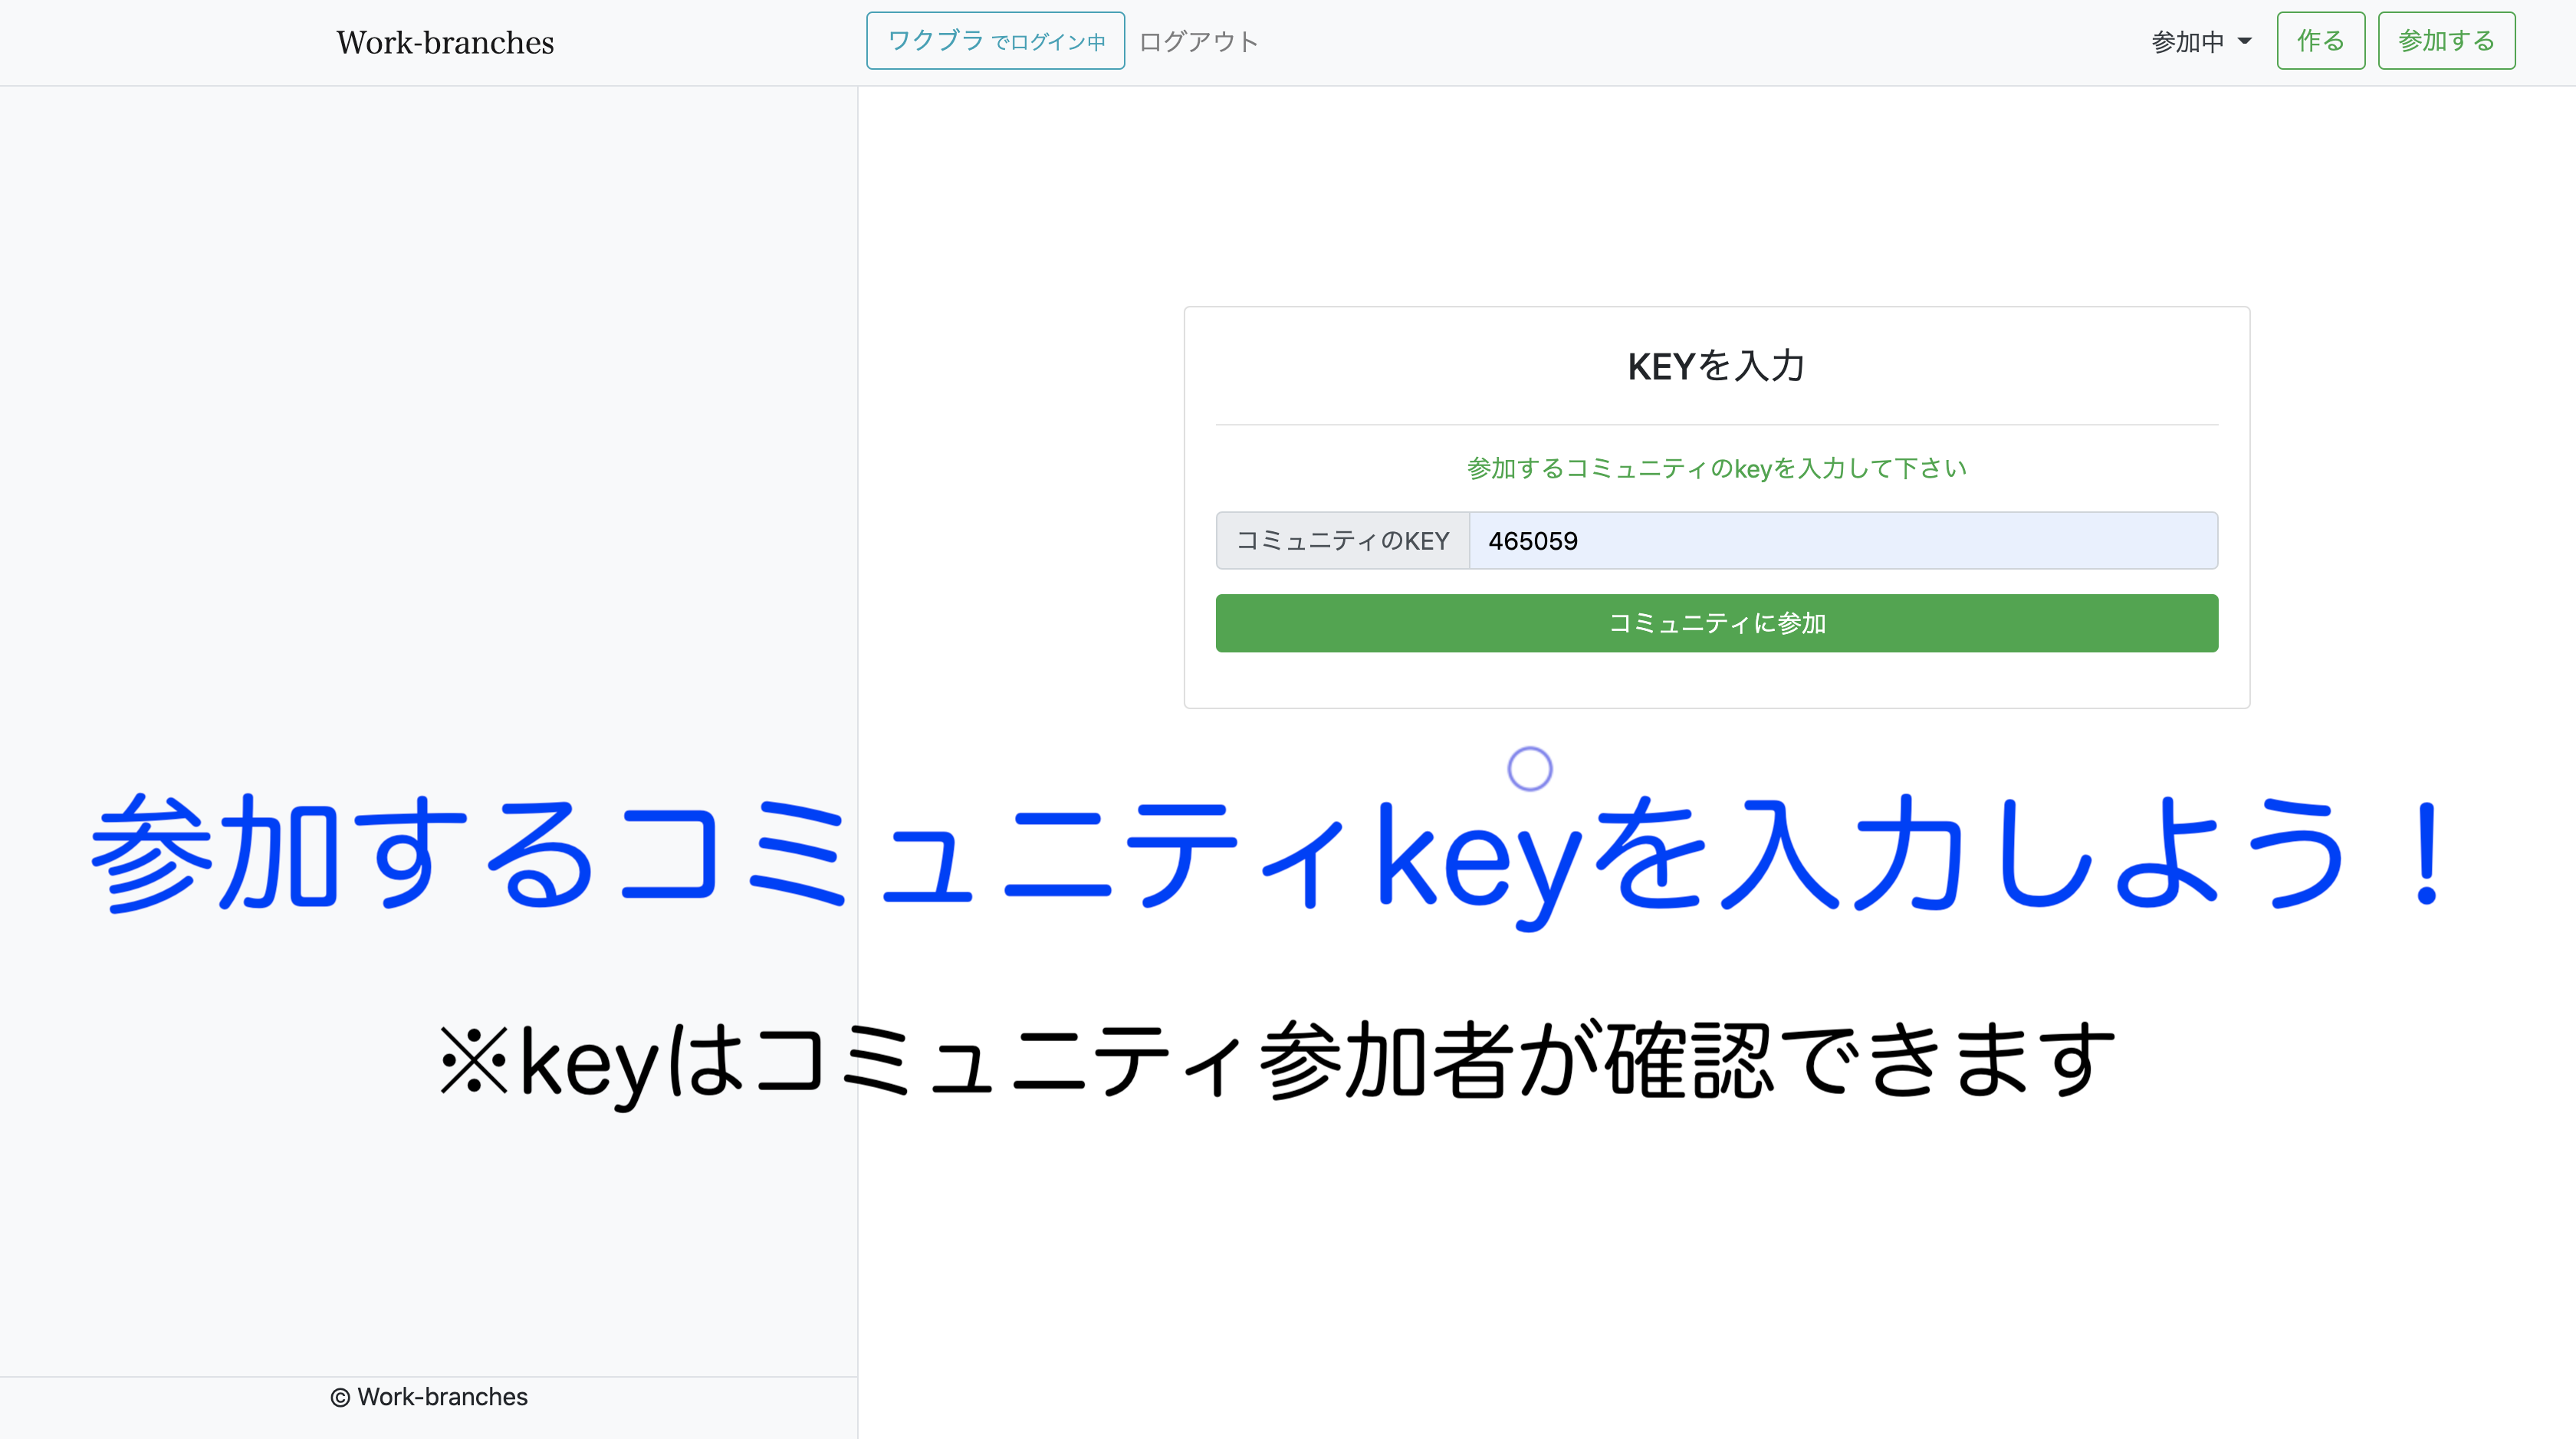 Work-branches
ワクブラ でログイン中 ログアウト 参加中 作る 参加する
KEYを入力
参加するコミュニティのkeyを入力して下さい
コミュニティのKEY 465059
コミュニティに参加
参加するコミュニティkeyを入力しよう！
※keyはコミュニティ参加者が確認できます
© Work-branches